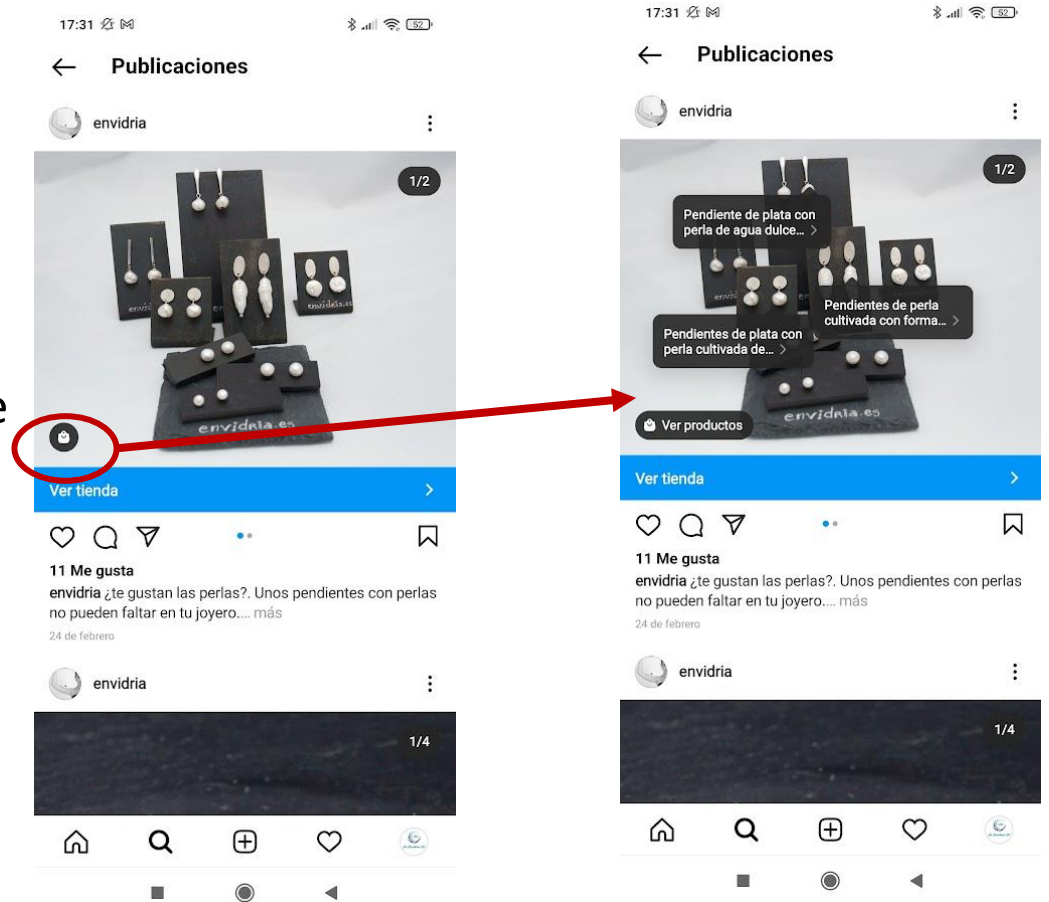 17:31
52
Publicaciones
envidria
1/2
envidria.es
envidria.es
Ver tienda
11 Me gusta
envidria ¿te gustan las perlas?. Unos pendientes con perlas
no pueden faltar en tu joyero.... más
24 de febrero
envidria
1/4
e
17:31
52
Publicaciones
envidria
1/2
Pendiente de plata con
perla de agua dulce... >
Pendientes de perla
cultivada con forma... >
Pendientes de plata con
perla cultivada de... >
envidria.es
Ver productos
Ver tienda
11 Me gusta
envidria ¿te gustan las perlas?. Unos pendientes con perlas
no pueden faltar en tu joyero.... más
24 de febrero
envidria
1/4